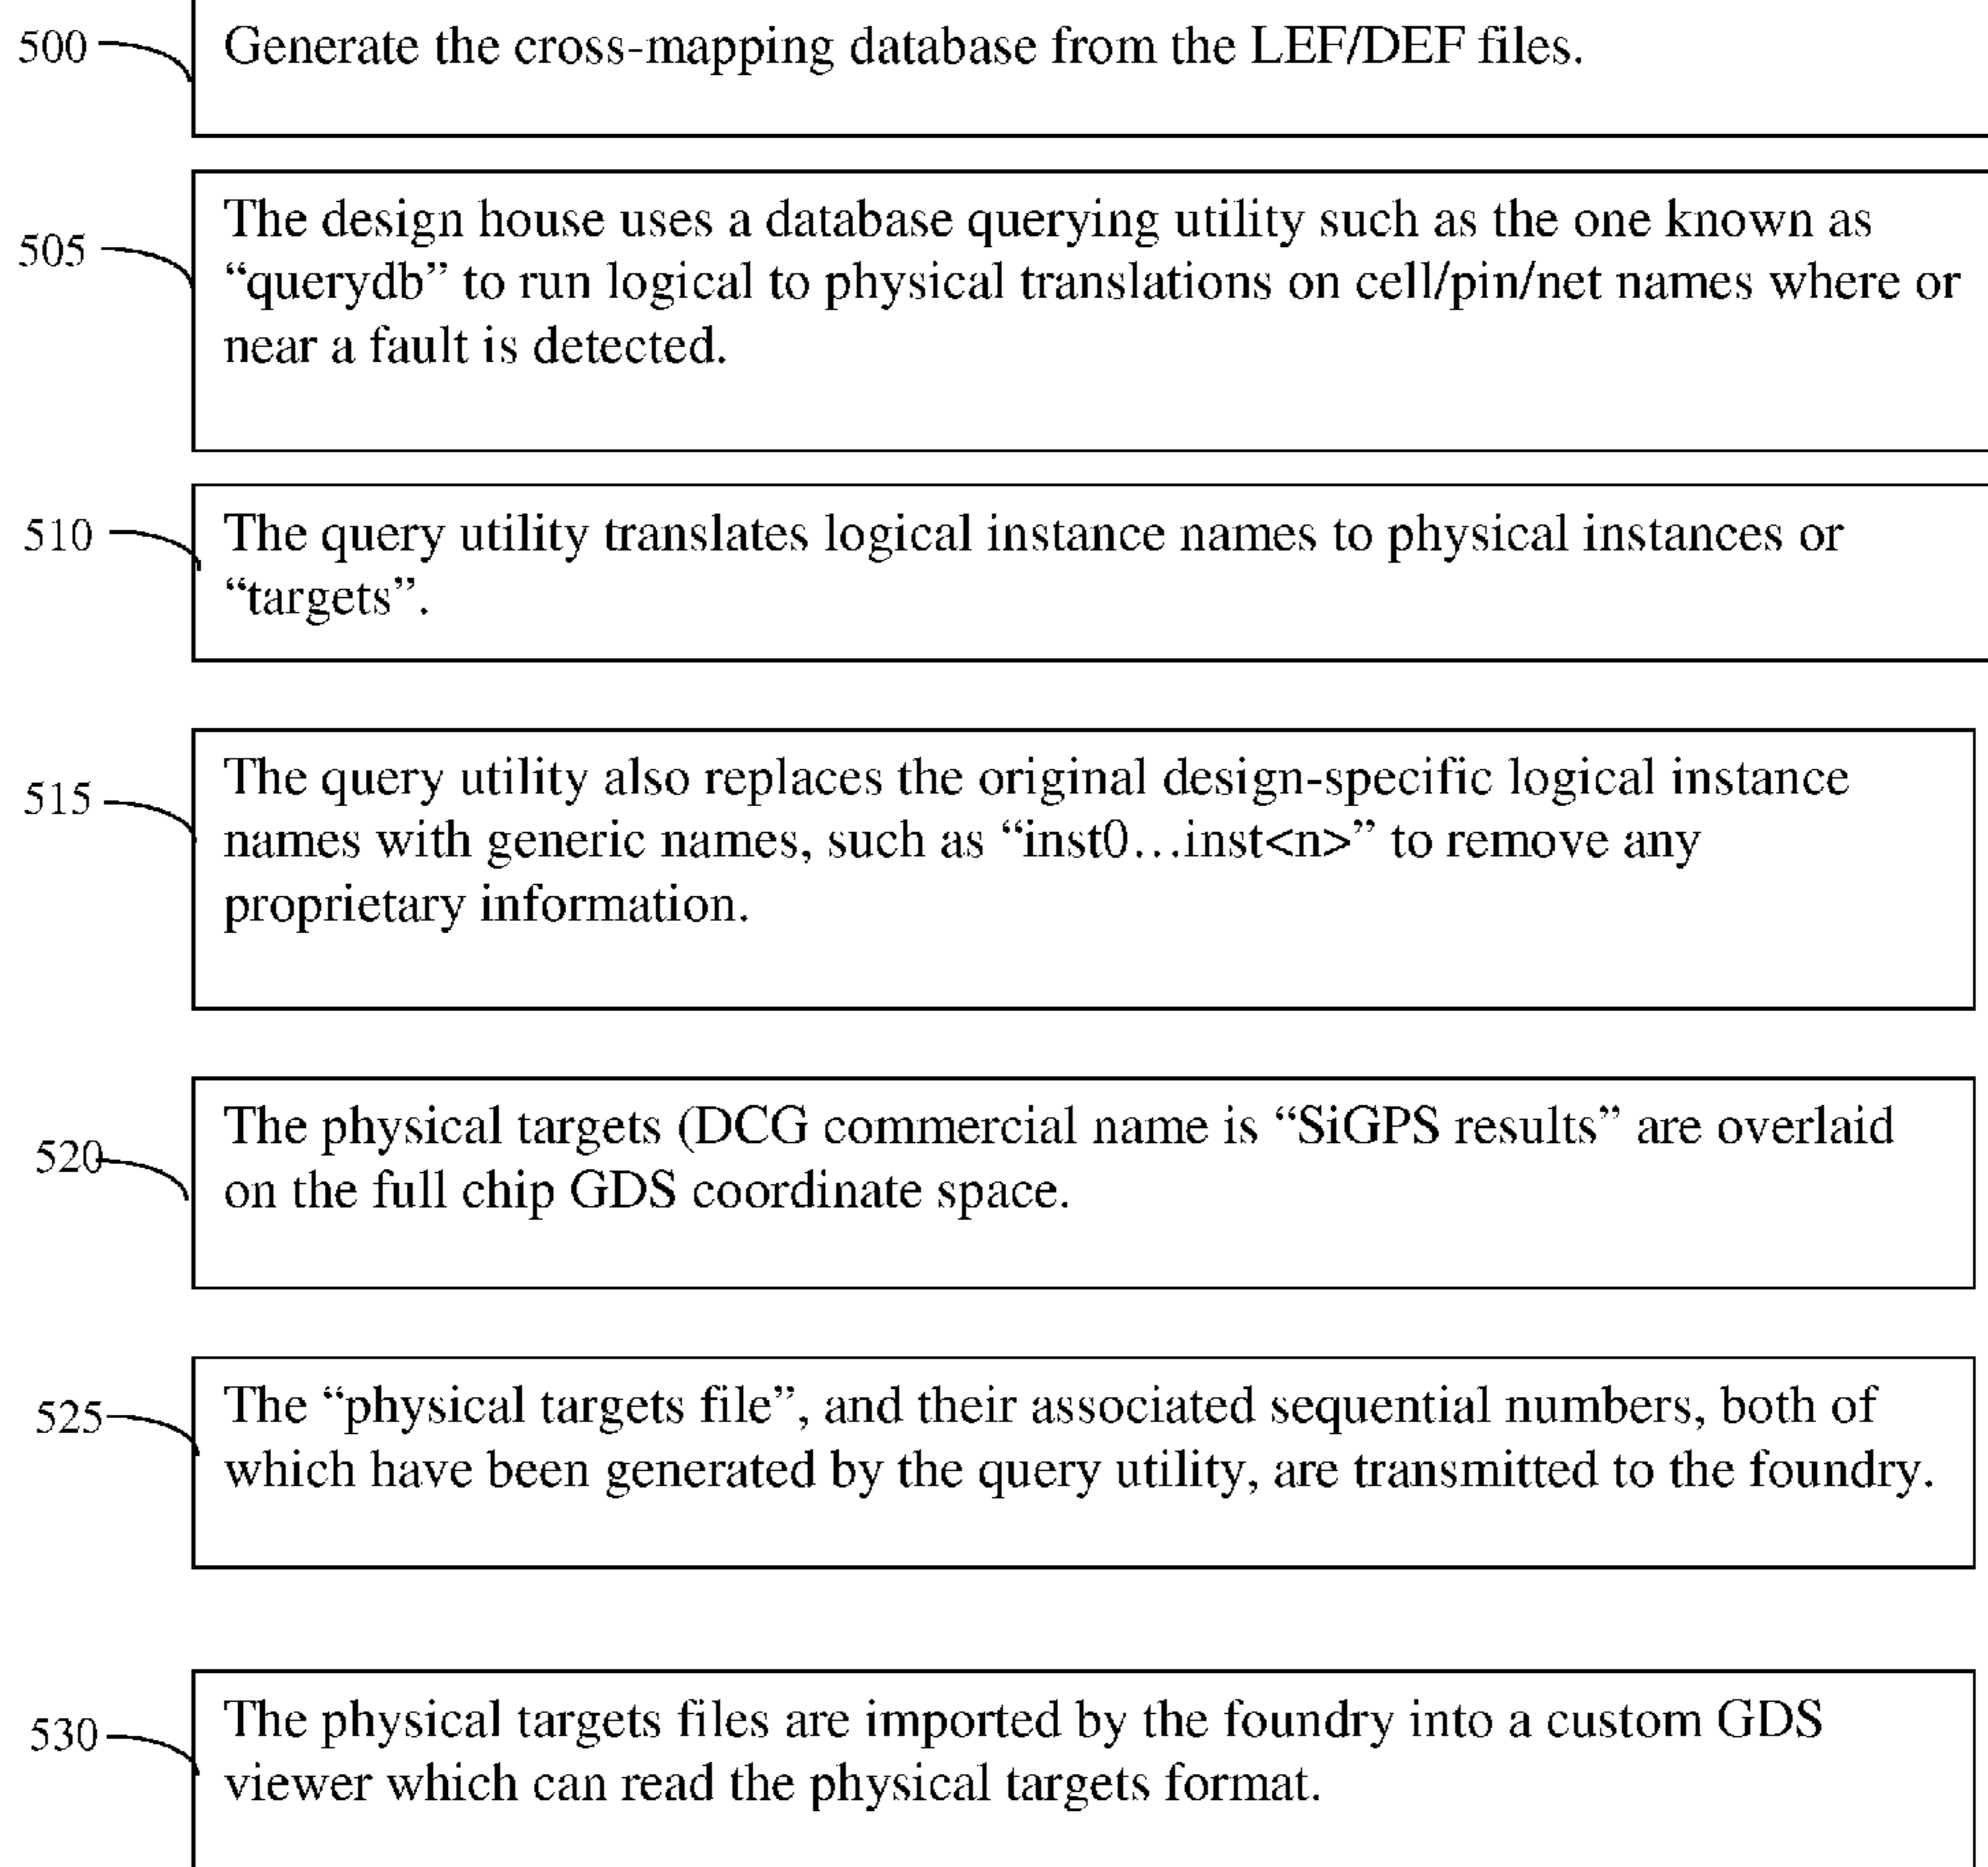 500
Generate the cross-mapping database from the LEF/DEF files.
505
The design house uses a database querying utility such as the one known as
“querydb” to run logical to physical translations on cell/pin/net names where or
near a fault is detected.
510
The query utility translates logical instance names to physical instances or
“targets”.
515
The query utility also replaces the original design-specific logical instance
names with generic names, such as “inst0…inst<n>” to remove any
proprietary information.
520
The physical targets (DCG commercial name is “SiGPS results” are overlaid
on the full chip GDS coordinate space.
525
The “physical targets file”, and their associated sequential numbers, both of
which have been generated by the query utility, are transmitted to the foundry.
530
The physical targets files are imported by the foundry into a custom GDS
viewer which can read the physical targets format.